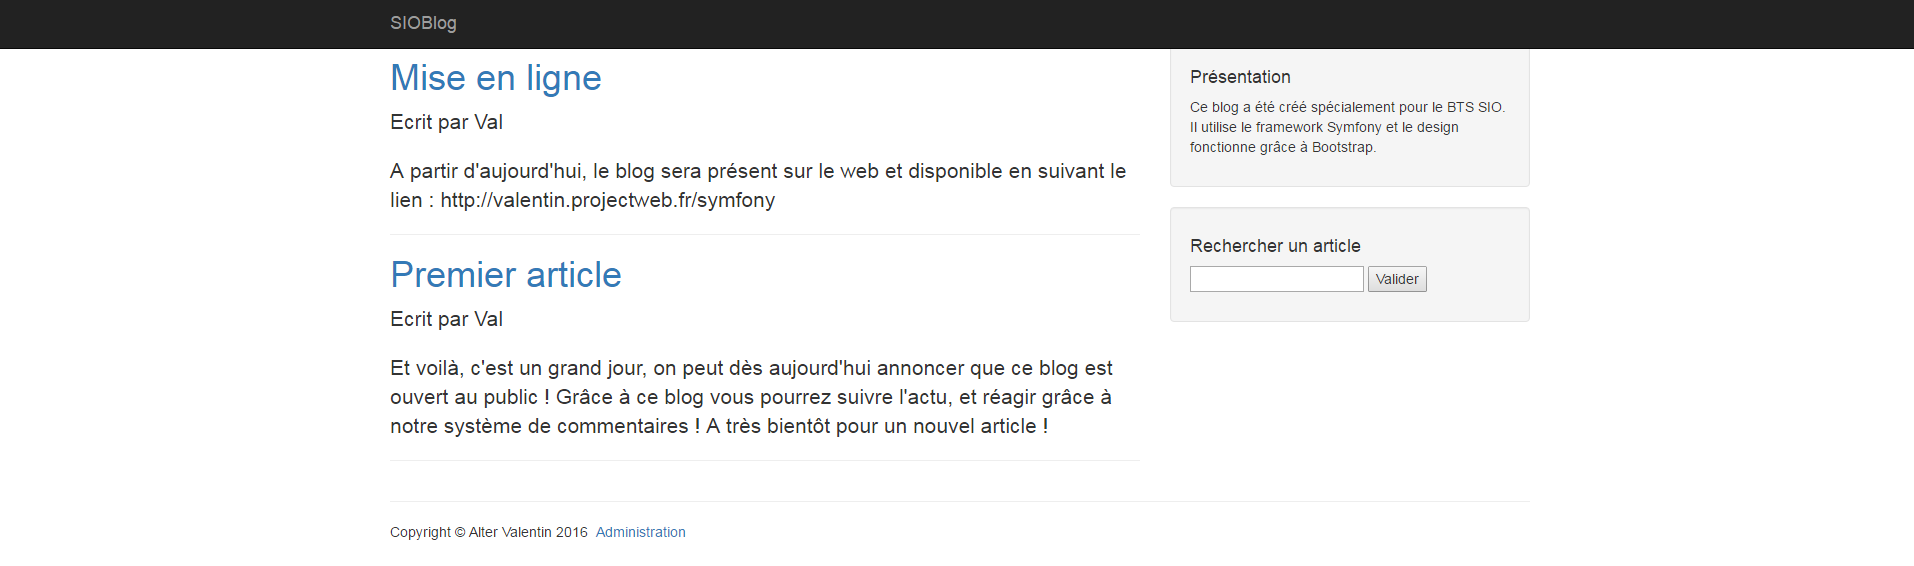 SIOBlog
Mise en ligne
Ecrit par Val
A partir d'aujourd'hui, le blog sera présent sur le web et disponible en suivant le
lien : http://valentin.projectweb.fr/symfony
Premier article
Ecrit par Val
Et voilà, c'est un grand jour, on peut dès aujourd'hui annoncer que ce blog est
ouvert au public ! Grâce à ce blog vous pourrez suivre l'actu, et réagir grâce à
notre système de commentaires ! A très bientôt pour un nouvel article !
Présentation
Ce blog a été créé spécialement pour le BTS SIO.
Il utilise le framework Symfony et le design
fonctionne grâce à Bootstrap.
Rechercher un article
Valider
Copyright © Alter Valentin 2016 Administration